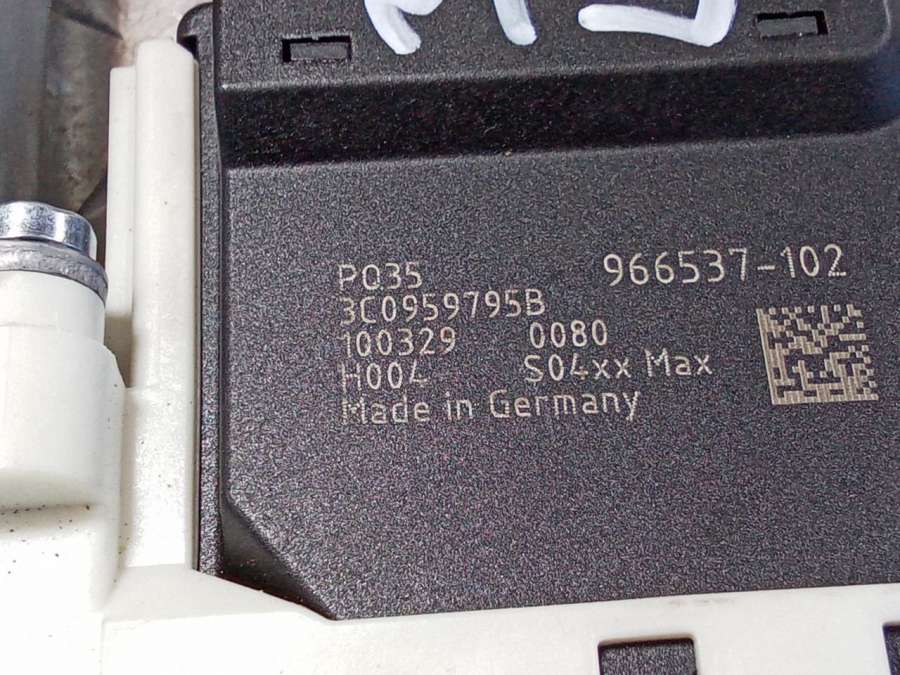 PQ35
966537-102
3C0959795B
100329 0080
H004 S04xx Max
Made in Germany